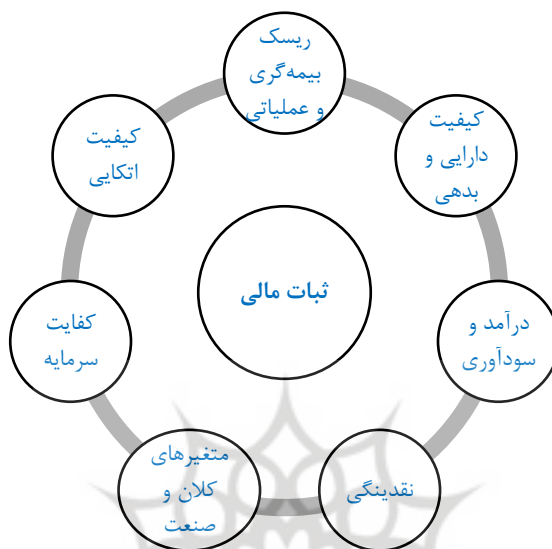 ریسک
بیمه‌گری
و عملیاتی
کیفیت
دارایی و
بدهی
درآمد و
سودآوری
نقدینگی
متغیرهای
کلان و
صنعت
کفایت
سرمایه
کیفیت
اتکایی
ثبات مالی